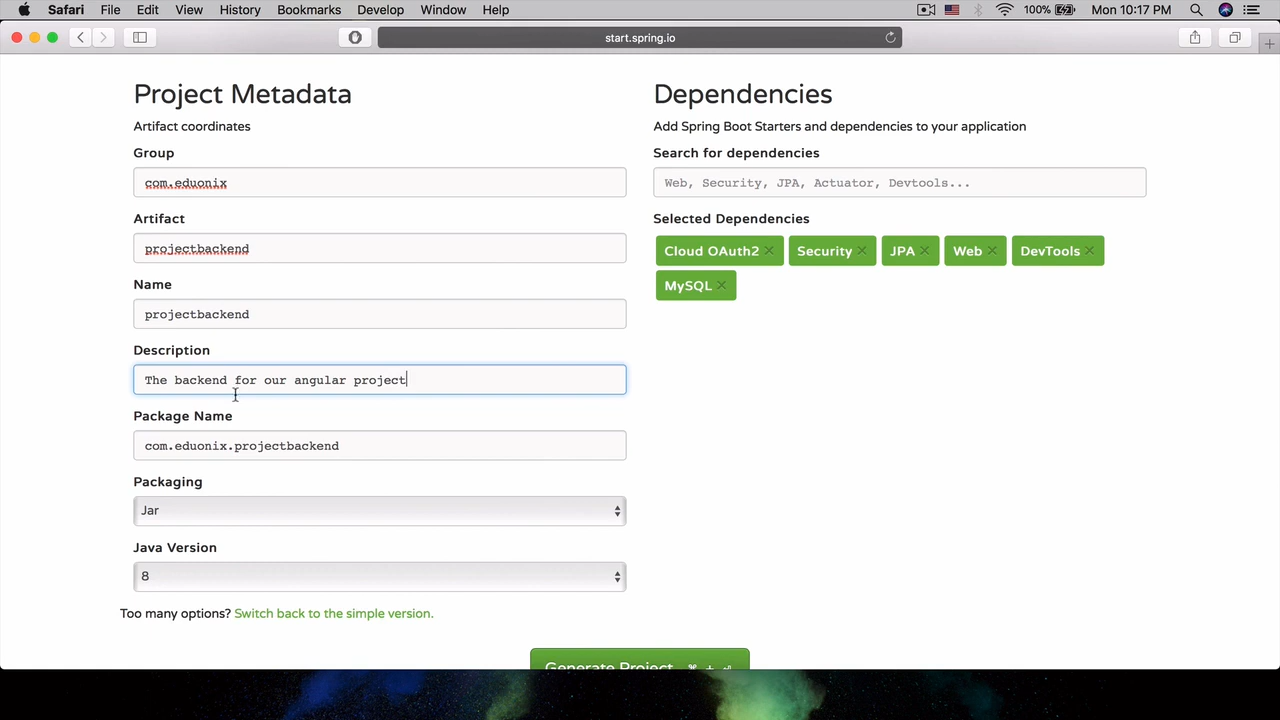 Safari File Edit View History Bookmarks Develop Window Help 100% Mon 10:17 PM
start.spring.io
Project Metadata
Artifact coordinates
Group
com.eduonix
Artifact
projectbackend
Name
projectbackend
Description
The backend for our angular project
Package Name
com.eduonix.projectbackend
Packaging
Jar
Java Version
8
Too many options? Switch back to the simple version.
Dependencies
Add Spring Boot Starters and dependencies to your application
Search for dependencies
Web, Security, JPA, Actuator, Devtools...
Selected Dependencies
Cloud OAuth2 × Security × JPA × Web × DevTools ×
MySQL ×
Generate Project ⌘ + ⏎